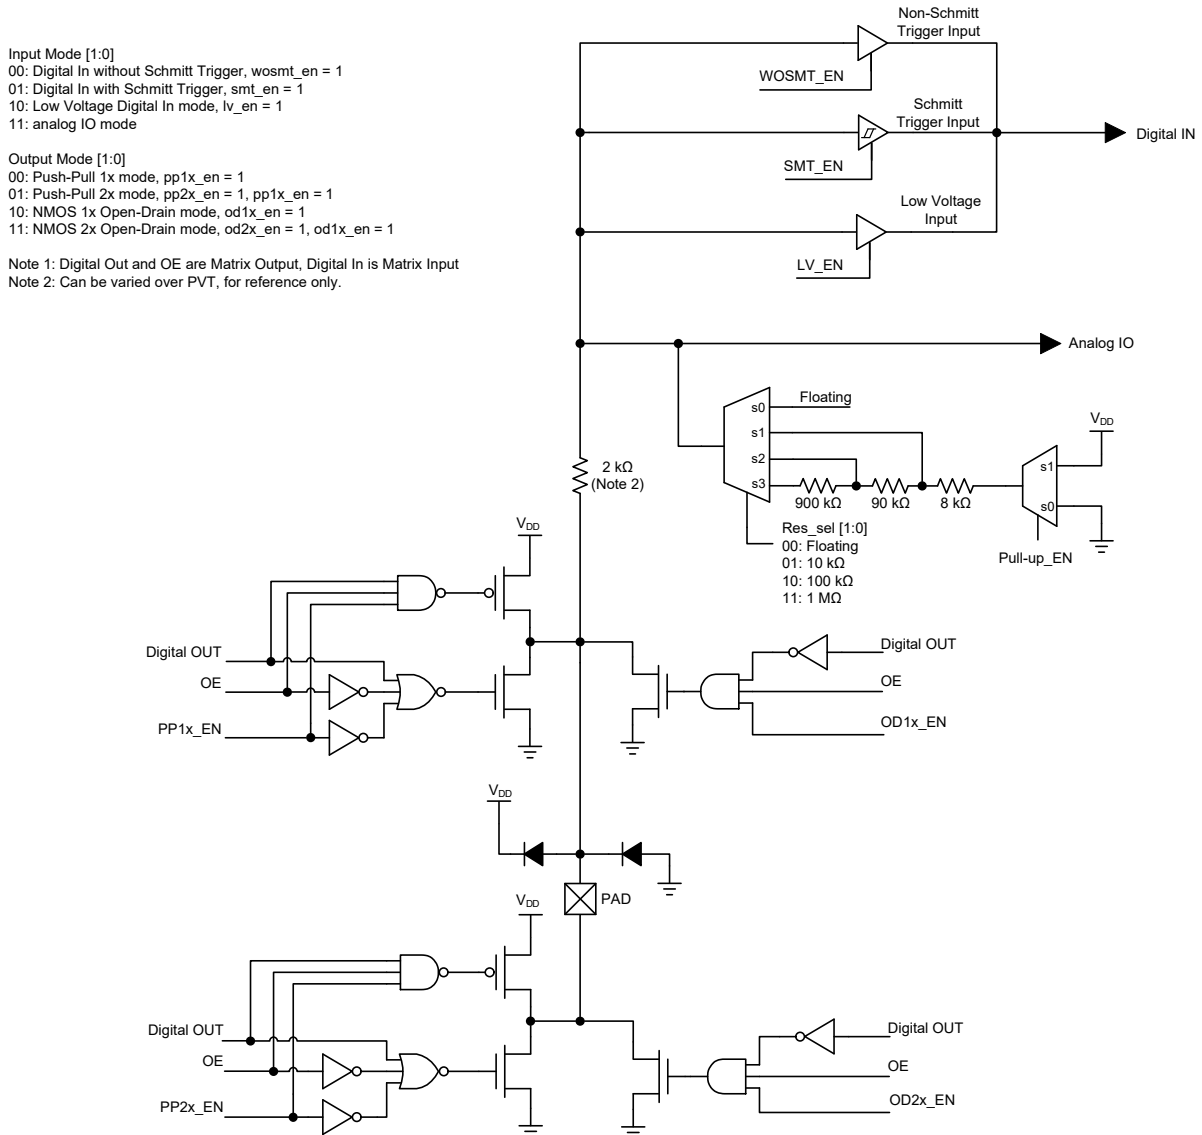 Input Mode [1:0]
00: Digital In without Schmitt Trigger, wosmt_en = 1
01: Digital In with Schmitt Trigger, smt_en = 1
10: Low Voltage Digital In mode, lv_en = 1
11: analog IO mode
Output Mode [1:0]
00: Push-Pull 1x mode, pp1x_en = 1
01: Push-Pull 2x mode, pp2x_en = 1, pp1x_en = 1
10: NMOS 1x Open-Drain mode, od1x_en = 1
11: NMOS 2x Open-Drain mode, od2x_en = 1, od1x_en = 1
Note 1: Digital Out and OE are Matrix Output, Digital In is Matrix Input
Note 2: Can be varied over PVT, for reference only.
Non-Schmitt
Trigger Input
WOSMT_EN
Schmitt
Trigger Input
SMT_EN
Digital IN
Low Voltage
Input
LV_EN
Analog IO
s0
Floating
s1
s2
s3
900 kΩ
90 kΩ
8 kΩ
VDD
s1
s0
Pull-up_EN
Res_sel [1:0]
00: Floating
01: 10 kΩ
10: 100 kΩ
11: 1 MΩ
2 kΩ
(Note 2)
VDD
Digital OUT
OE
PP1x_EN
Digital OUT
OE
OD1x_EN
VDD
PAD
VDD
Digital OUT
OE
PP2x_EN
Digital OUT
OE
OD2x_EN